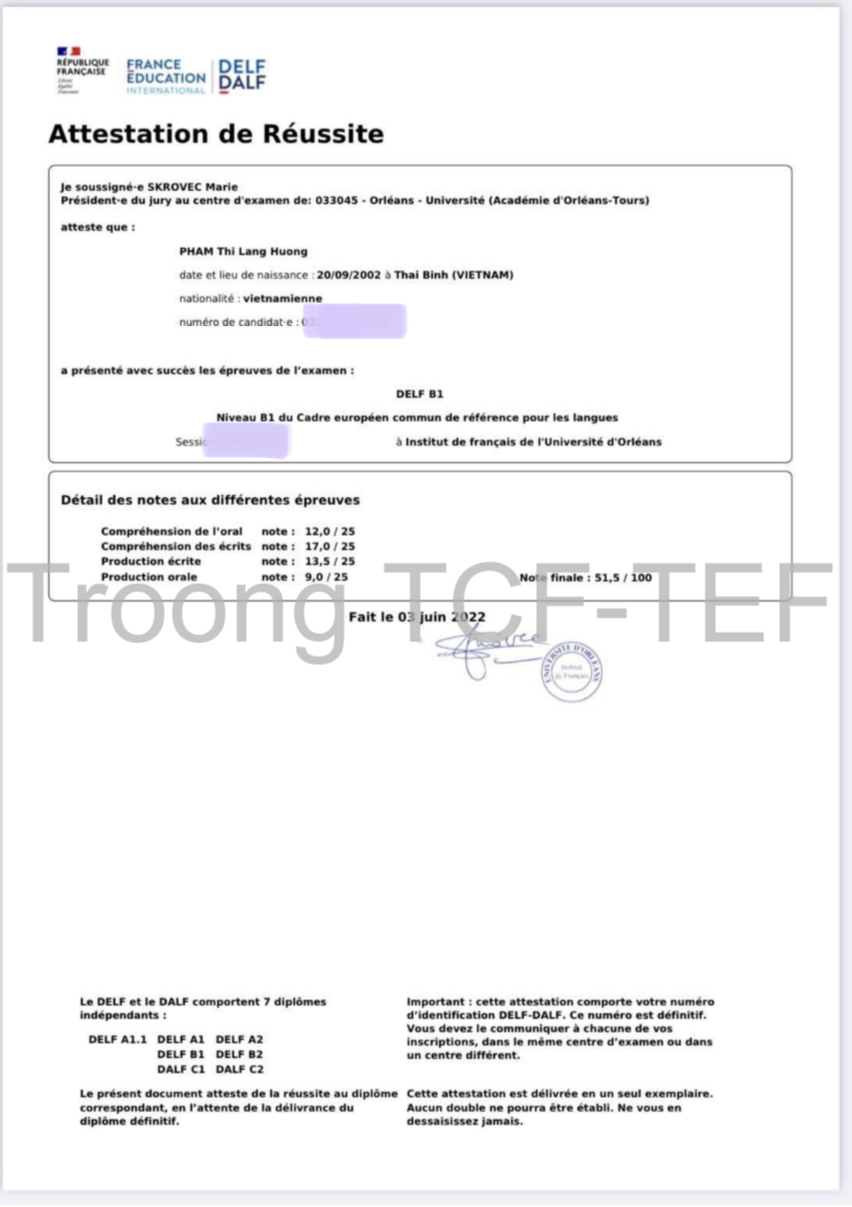 RÉPUBLIQUE
FRANÇAISE
Liberté
Égalité
Fraternité
FRANCE
ÉDUCATION
INTERNATIONAL
DELF
DALF
Attestation de Réussite
Je soussigné·e SKROVEC Marie
Président·e du jury au centre d'examen de: 033045 - Orléans - Université (Académie d'Orléans-Tours)
atteste que :
PHAM Thi Lang Huong
date et lieu de naissance : 20/09/2002 à Thai Binh (VIETNAM)
nationalité : vietnamienne
numéro de candidat·e :
a présenté avec succès les épreuves de l’examen :
DELF B1
Niveau B1 du Cadre européen commun de référence pour les langues
à Institut de français de l'Université d'Orléans
Détail des notes aux différentes épreuves
Compréhension de l’oral note : 12,0 / 25
Compréhension des écrits note : 17,0 / 25
Production écrite note : 13,5 / 25
Production orale note : 9,0 / 25 Note finale : 51,5 / 100
Troong TCF-TEF
Fait le 03 juin 2022
Skrovec
UNIVERSITÉ D'ORLÉANS
Institut
de Français
Le DELF et le DALF comportent 7 diplômes
indépendants :
DELF A1.1 DELF A1 DELF A2
DELF B1 DELF B2
DALF C1 DALF C2
Le présent document atteste de la réussite au diplôme
correspondant, en l’attente de la délivrance du
diplôme définitif.
Important : cette attestation comporte votre numéro
d’identification DELF-DALF. Ce numéro est définitif.
Vous devez le communiquer à chacune de vos
inscriptions, dans le même centre d’examen ou dans
un centre différent.
Cette attestation est délivrée en un seul exemplaire.
Aucun double ne pourra être établi. Ne vous en
dessaisissez jamais.